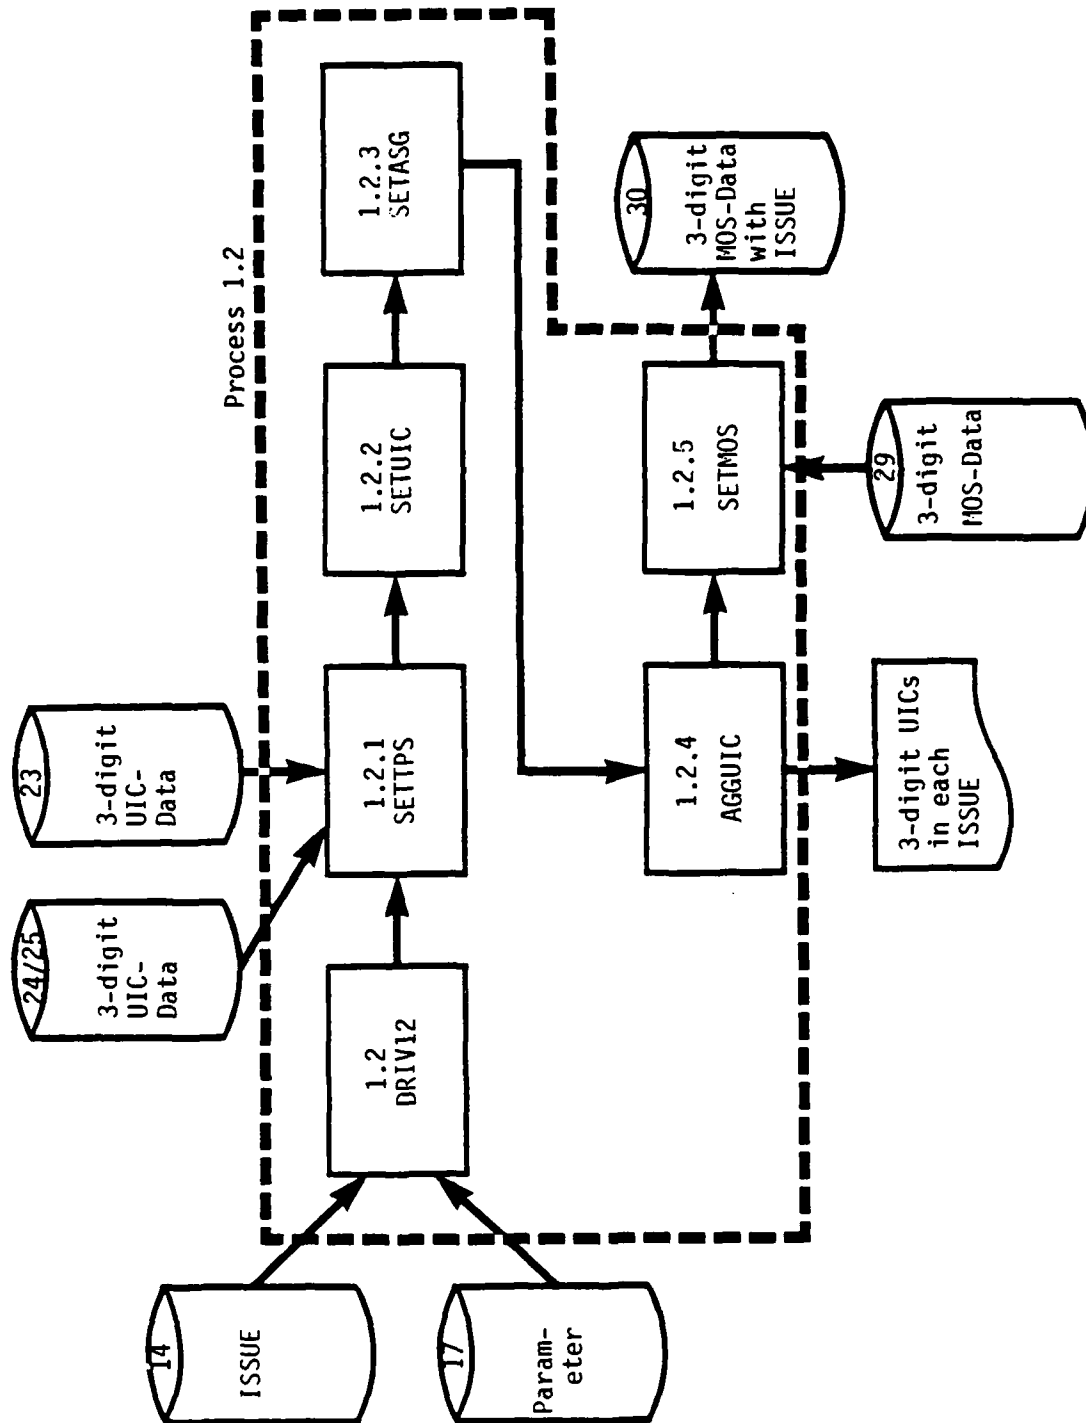 24/25
3-digit
UIC-
Data
23
3-digit
UIC-
Data
Process 1.2
14
ISSUE
17
Param-
eter
1.2
DRIV12
1.2.1
SETTPS
1.2.2
SETUIC
1.2.3
SETASG
1.2.4
AGGUIC
1.2.5
SETMOS
30
3-digit
MOS-Data
with
ISSUE
3-digit UICs
in each
ISSUE
29
3-digit
MOS-Data